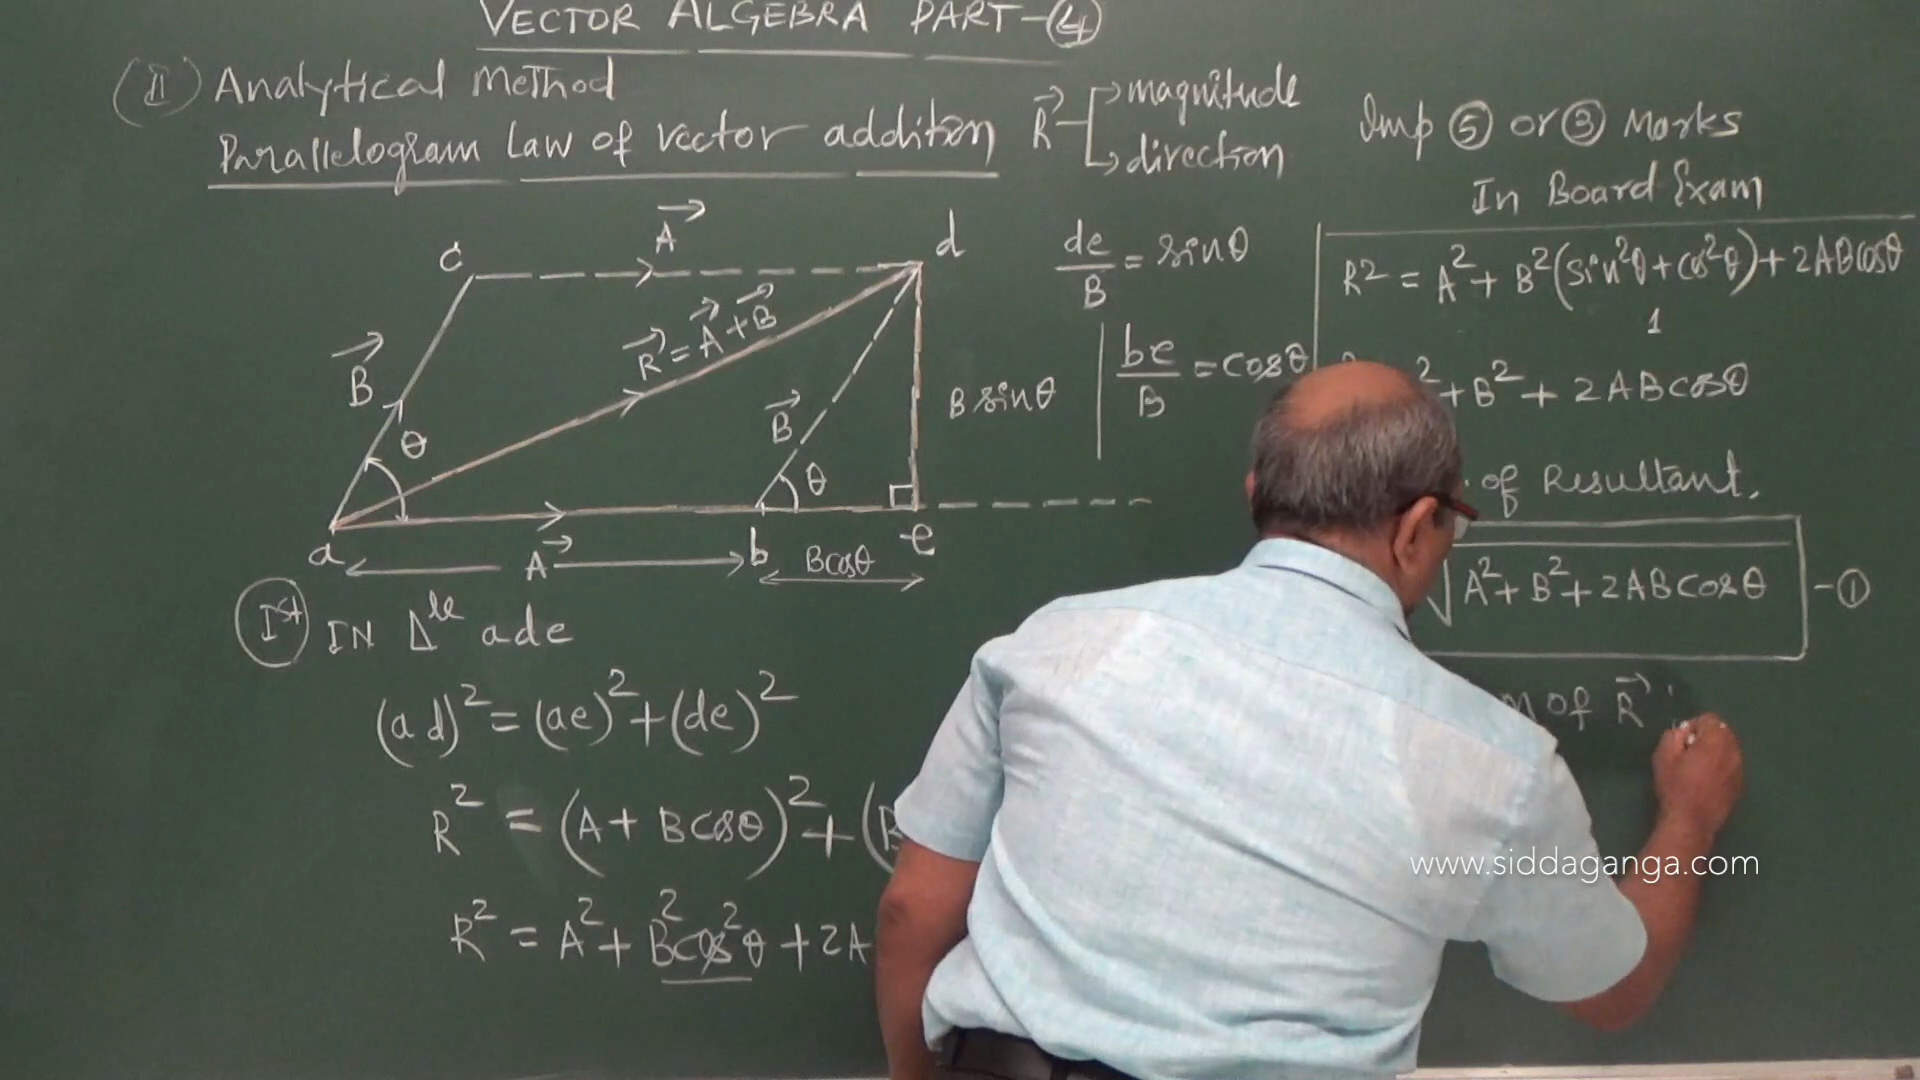 VECTOR ALGEBRA PART-④
(II) Analytical Method
Parallelogram Law of vector addition
R⃗ magnitude
direction
Imp ⑤ or ③ Marks
In Board Exam
c A⃗ d
B⃗ θ
R⃗ = A⃗ + B⃗
B⃗ θ
B sinθ
a A⃗ b Bcosθ e
de/B = sinθ
be/B = cosθ
Ist IN Δle ade
(ad)² = (ae)² + (de)²
R² = (A + B cosθ)² + (B
R² = A² + B²cos²θ + 2A
R² = A² + B²(sin²θ + cos²θ) + 2ABcosθ
1
² + B² + 2ABcosθ
of Resultant.
√A² + B² + 2ABcosθ -①
of R⃗
www.siddaganga.com